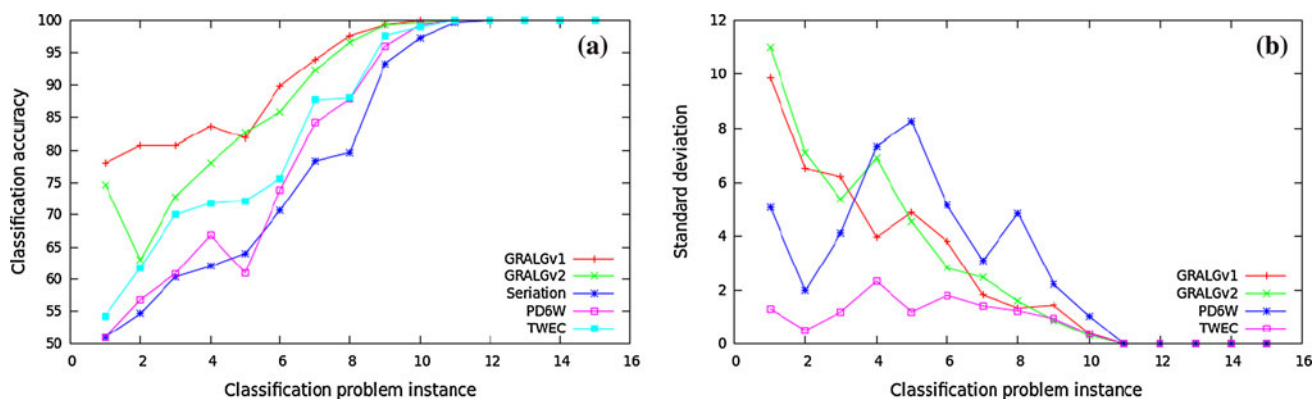 100
95
90
85
80
75
70
65
60
55
50
0 2 4 6 8 10 12 14 16
Classification accuracy
Classification problem instance
(a)
GRALGv1
GRALGv2
Seriation
PD6W
TWEC
12
10
8
6
4
2
0
0 2 4 6 8 10 12 14 16
Standard deviation
Classification problem instance
(b)
GRALGv1
GRALGv2
PD6W
TWEC